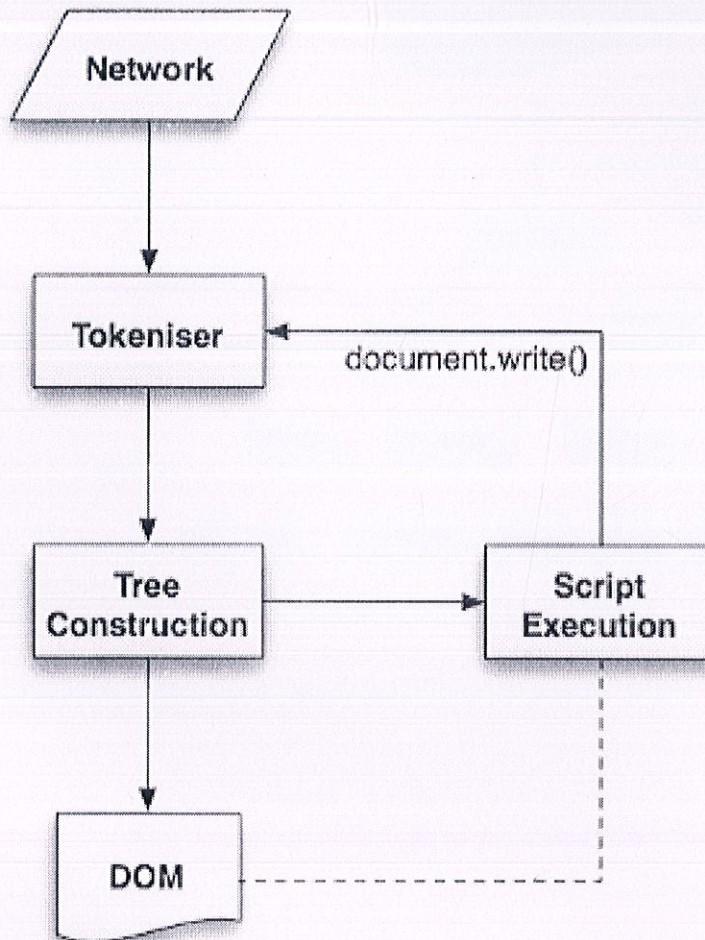 Network
Tokeniser
document.write()
Tree
Construction
Script
Execution
DOM